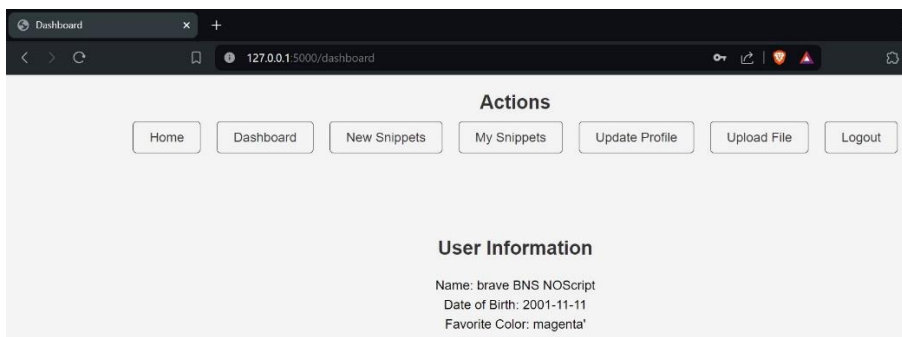 Dashboard
127.0.0.1:5000/dashboard
Actions
Home Dashboard New Snippets My Snippets Update Profile Upload File Logout
User Information
Name: brave BNS NOScript
Date of Birth: 2001-11-11
Favorite Color: magenta'